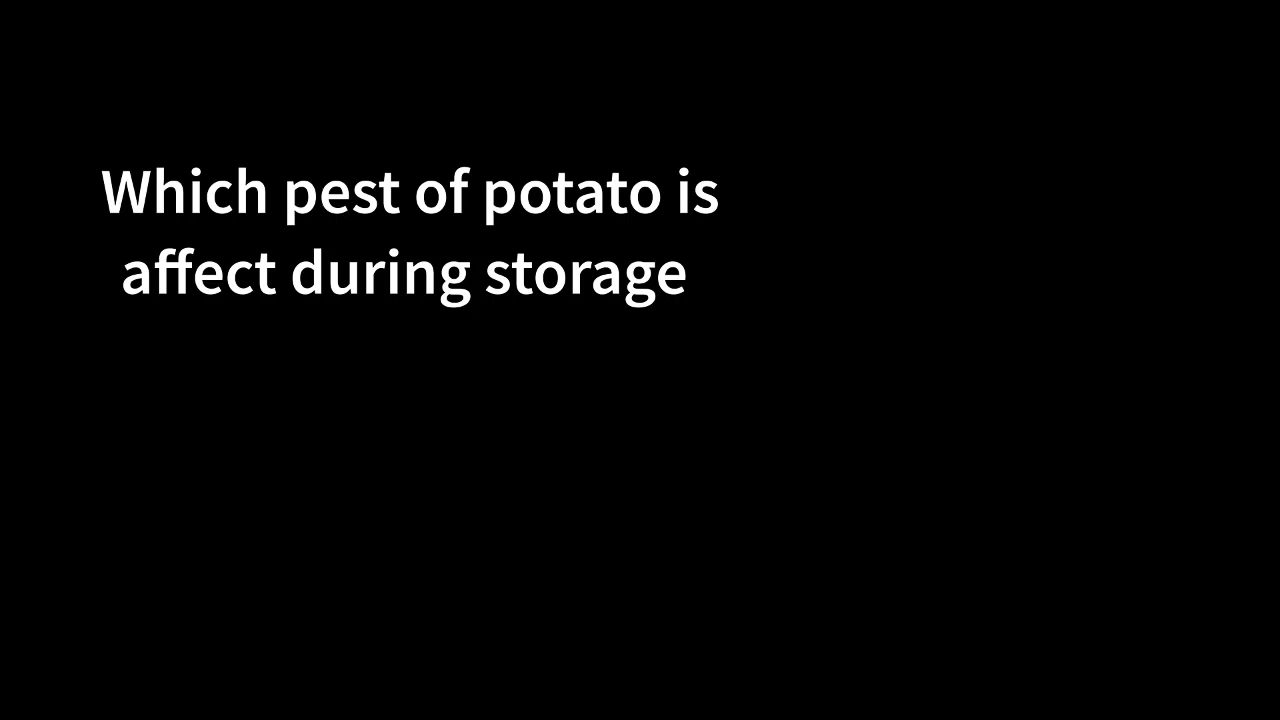 Which pest of potato is
affect during storage